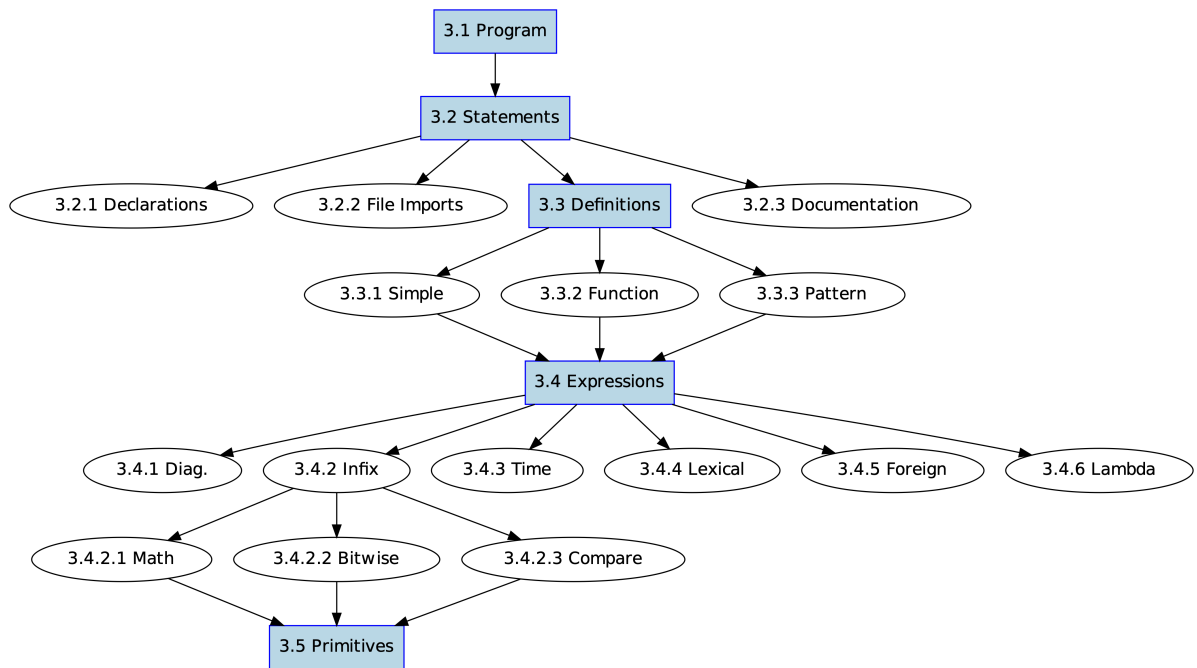 3.1 Program
3.2 Statements
3.2.1 Declarations
3.2.2 File Imports
3.3 Definitions
3.2.3 Documentation
3.3.1 Simple
3.3.2 Function
3.3.3 Pattern
3.4 Expressions
3.4.1 Diag.
3.4.2 Infix
3.4.3 Time
3.4.4 Lexical
3.4.5 Foreign
3.4.6 Lambda
3.4.2.1 Math
3.4.2.2 Bitwise
3.4.2.3 Compare
3.5 Primitives